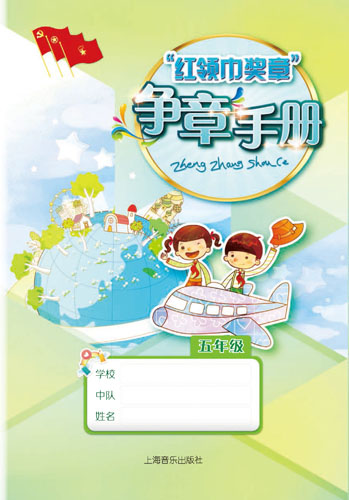 “红领巾奖章”
争章手册
Zheng Zhang Shou Ce
五年级
学校
中队
姓名
上海音乐出版社